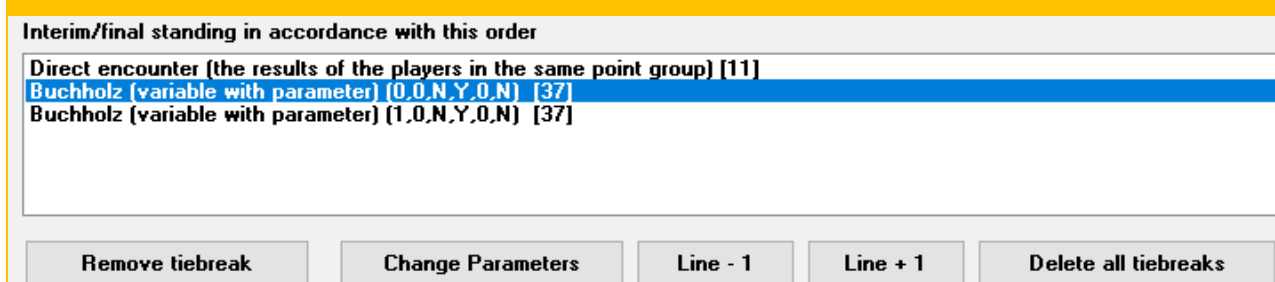 Interim/final standing in accordance with this order
Direct encounter (the results of the players in the same point group) [11]
Buchholz (variable with parameter) (0,0,N,Y,0,N)  [37]
Buchholz (variable with parameter) (1,0,N,Y,0,N)  [37]
Remove tiebreak Change Parameters Line - 1 Line + 1 Delete all tiebreaks